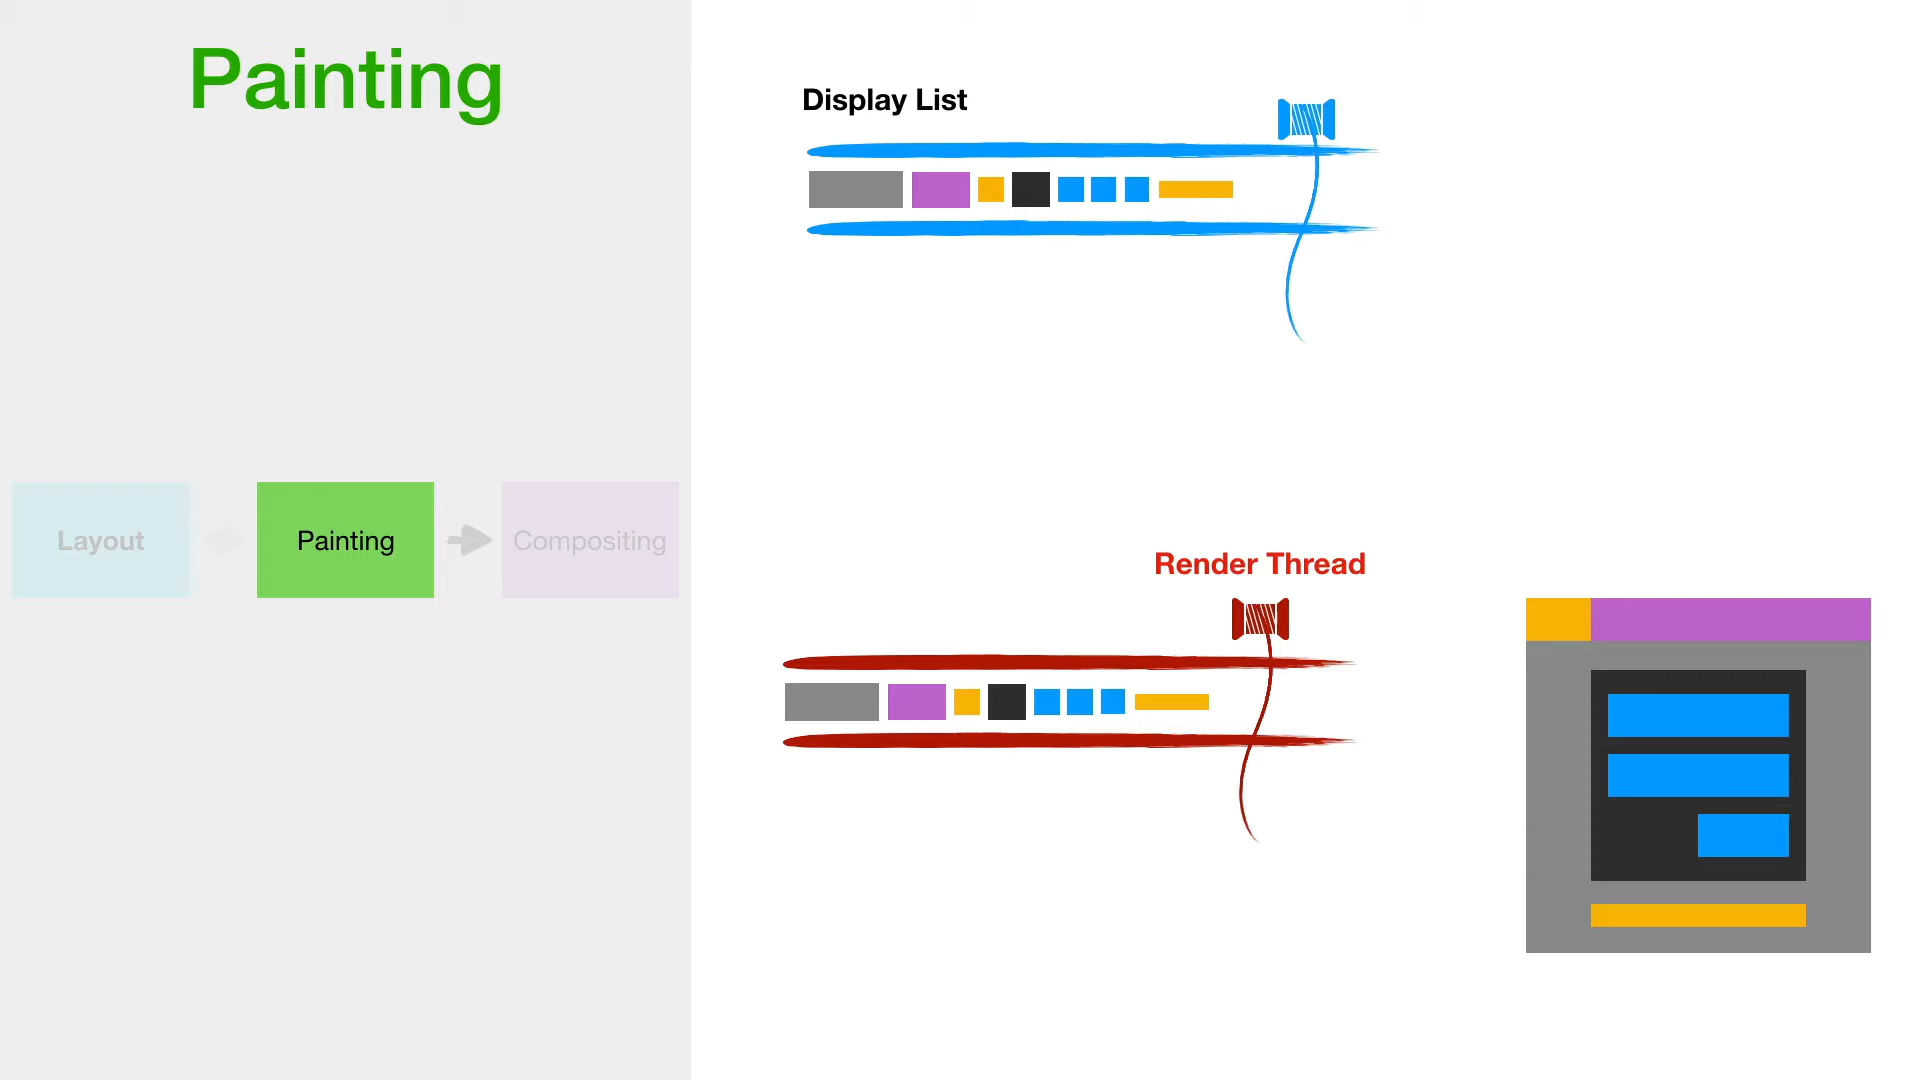 Painting
Display List
Layout
Painting
Compositing
Render Thread